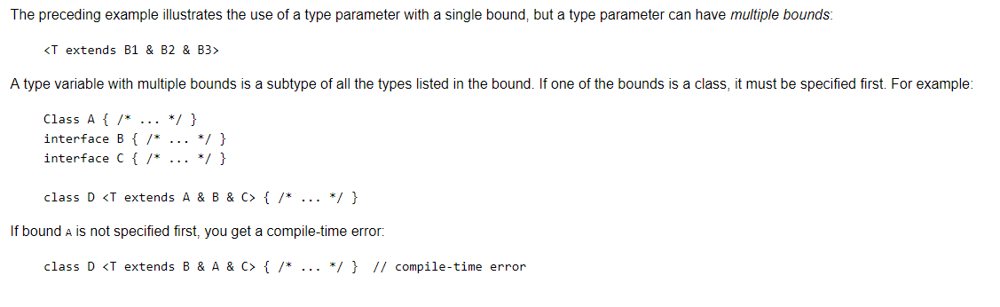 The preceding example illustrates the use of a type parameter with a single bound, but a type parameter can have multiple bounds:
<T extends B1 & B2 & B3>
A type variable with multiple bounds is a subtype of all the types listed in the bound. If one of the bounds is a class, it must be specified first. For example:
Class A { /* ... */ }
interface B { /* ... */ }
interface C { /* ... */ }
class D <T extends A & B & C> { /* ... */ }
If bound A is not specified first, you get a compile-time error:
class D <T extends B & A & C> { /* ... */ }  // compile-time error